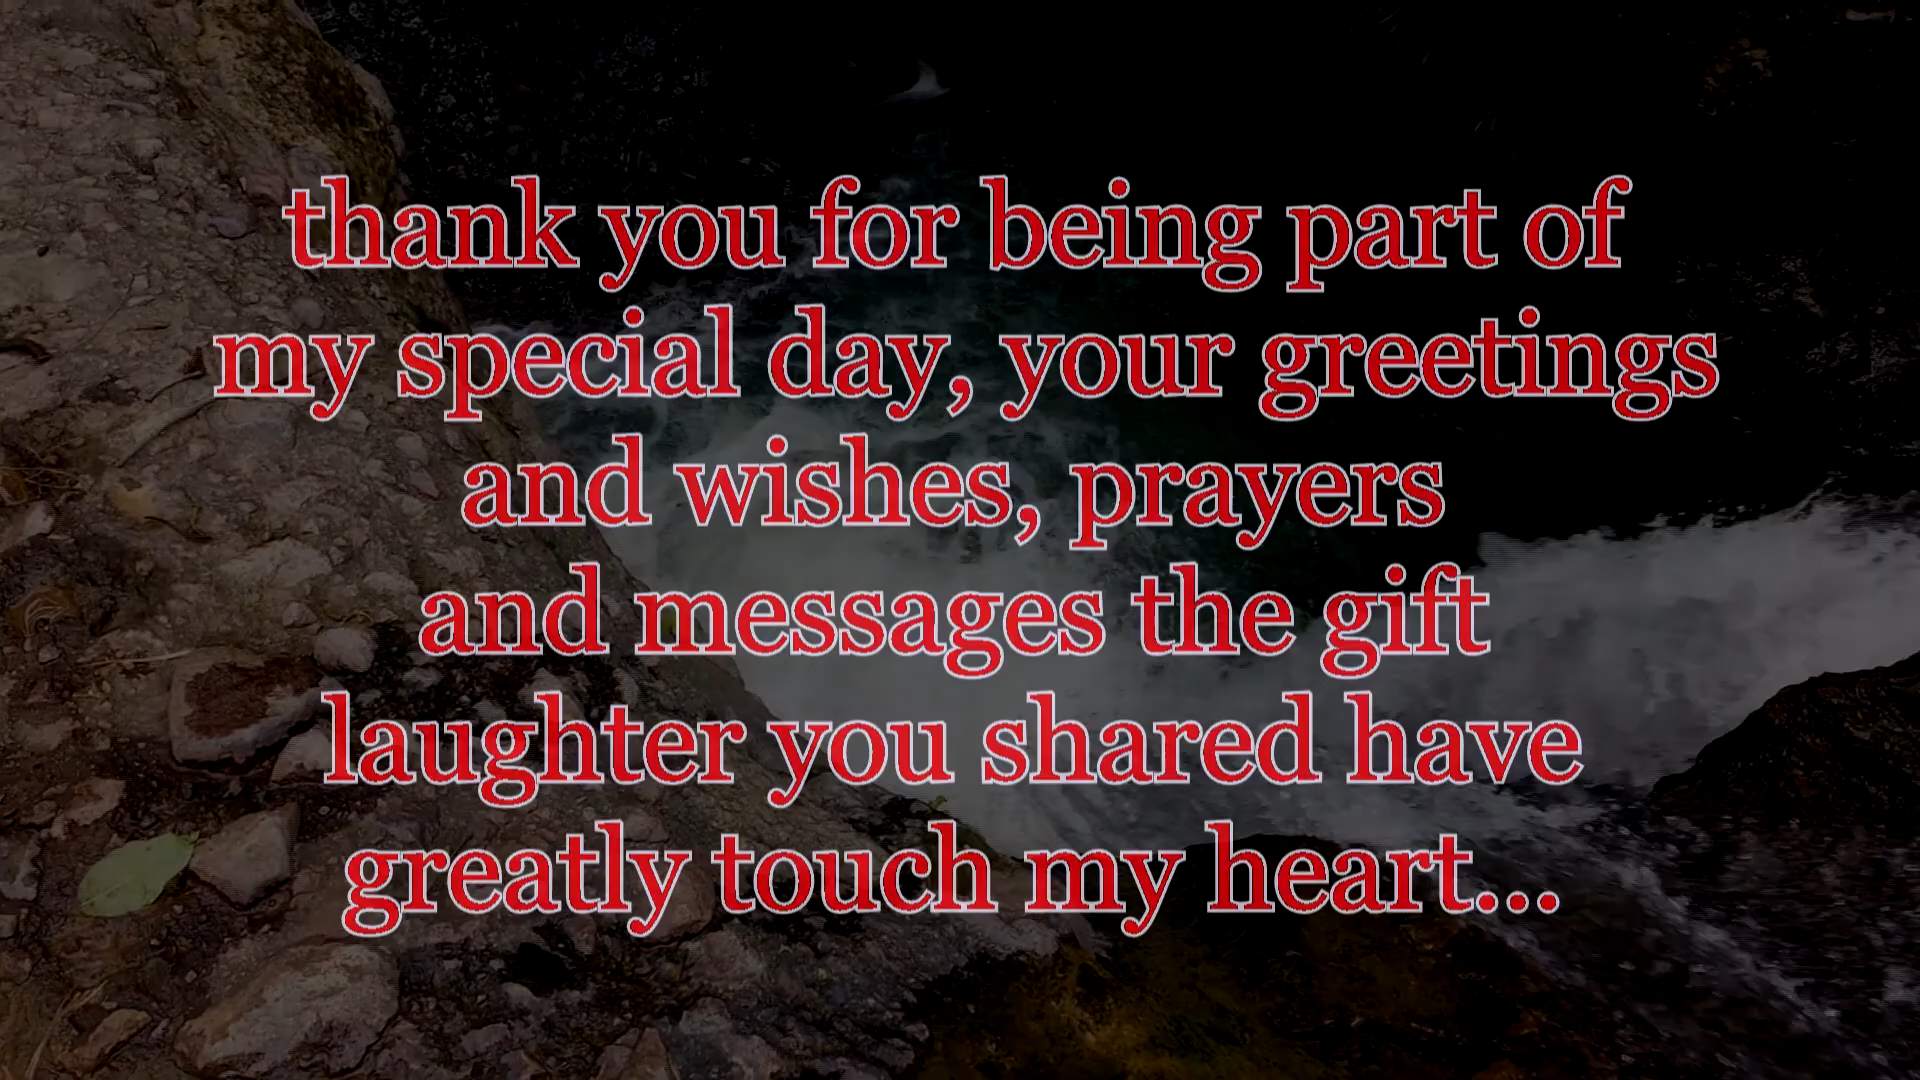 thank you for being part of
my special day, your greetings
and wishes, prayers
and messages the gift
laughter you shared have
greatly touch my heart...